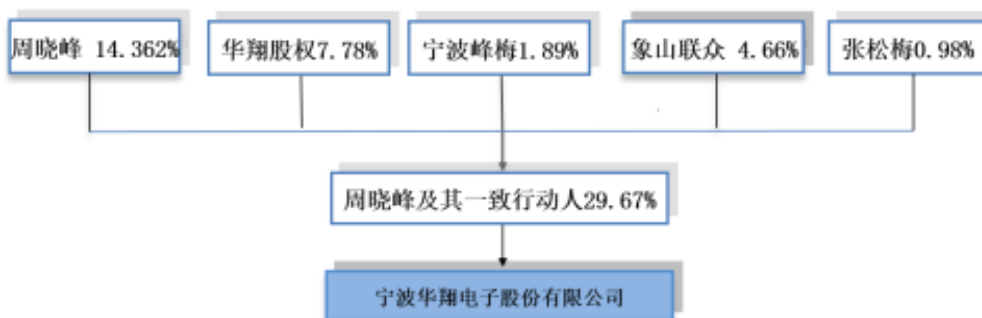 周晓峰 14.362%
华翔股权7.78%
宁波峰梅1.89%
象山联众 4.66%
张松梅0.98%
周晓峰及其一致行动人29.67%
宁波华翔电子股份有限公司